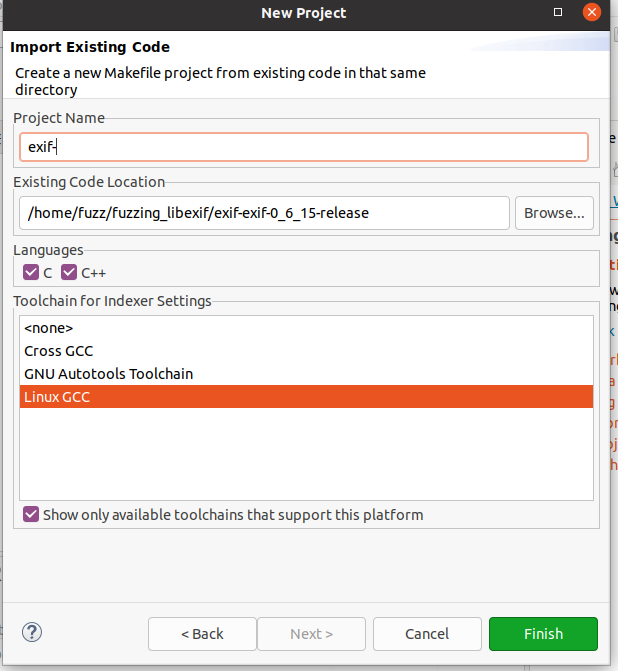 New Project
Import Existing Code
Create a new Makefile project from existing code in that same
directory
Project Name
exif-
Existing Code Location
/home/fuzz/fuzzing_libexif/exif-exif-0_6_15-release
Browse...
Languages
C
C++
Toolchain for Indexer Settings
<none>
Cross GCC
GNU Autotools Toolchain
Linux GCC
Show only available toolchains that support this platform
?
< Back
Next >
Cancel
Finish